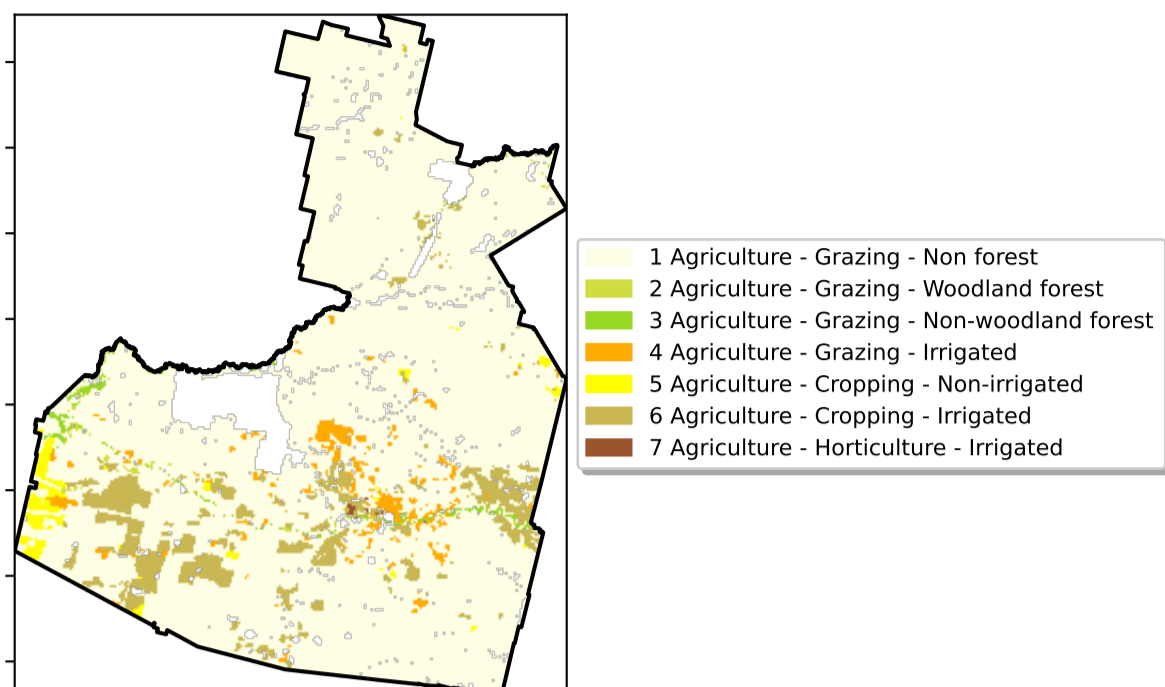 1 Agriculture - Grazing - Non forest
2 Agriculture - Grazing - Woodland forest
3 Agriculture - Grazing - Non-woodland forest
4 Agriculture - Grazing - Irrigated
5 Agriculture - Cropping - Non-irrigated
6 Agriculture - Cropping - Irrigated
7 Agriculture - Horticulture - Irrigated